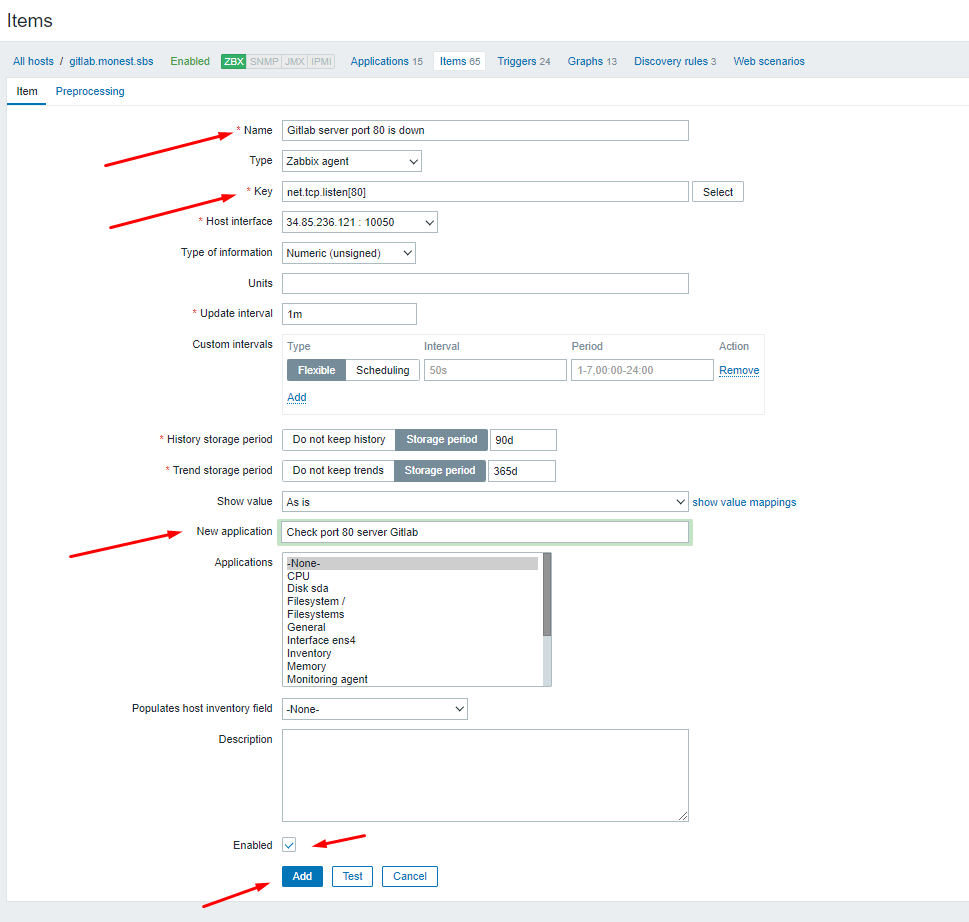 Items
All hosts / gitlab.monest.sbs Enabled ZBX SNMP JMX IPMI Applications 15 Items 65 Triggers 24 Graphs 13 Discovery rules 3 Web scenarios
Item Preprocessing
* Name Gitlab server port 80 is down
Type Zabbix agent
* Key net.tcp.listen[80] Select
* Host interface 34.85.236.121 : 10050
Type of information Numeric (unsigned)
Units
* Update interval 1m
Custom intervals Type Interval Period Action
Flexible Scheduling 50s 1-7,00:00-24:00 Remove
Add
* History storage period Do not keep history Storage period 90d
* Trend storage period Do not keep trends Storage period 365d
Show value As is show value mappings
New application Check port 80 server Gitlab
Applications -None-
CPU
Disk sda
Filesystem /
Filesystems
General
Interface ens4
Inventory
Memory
Monitoring agent
Populates host inventory field -None-
Description
Enabled
Add Test Cancel